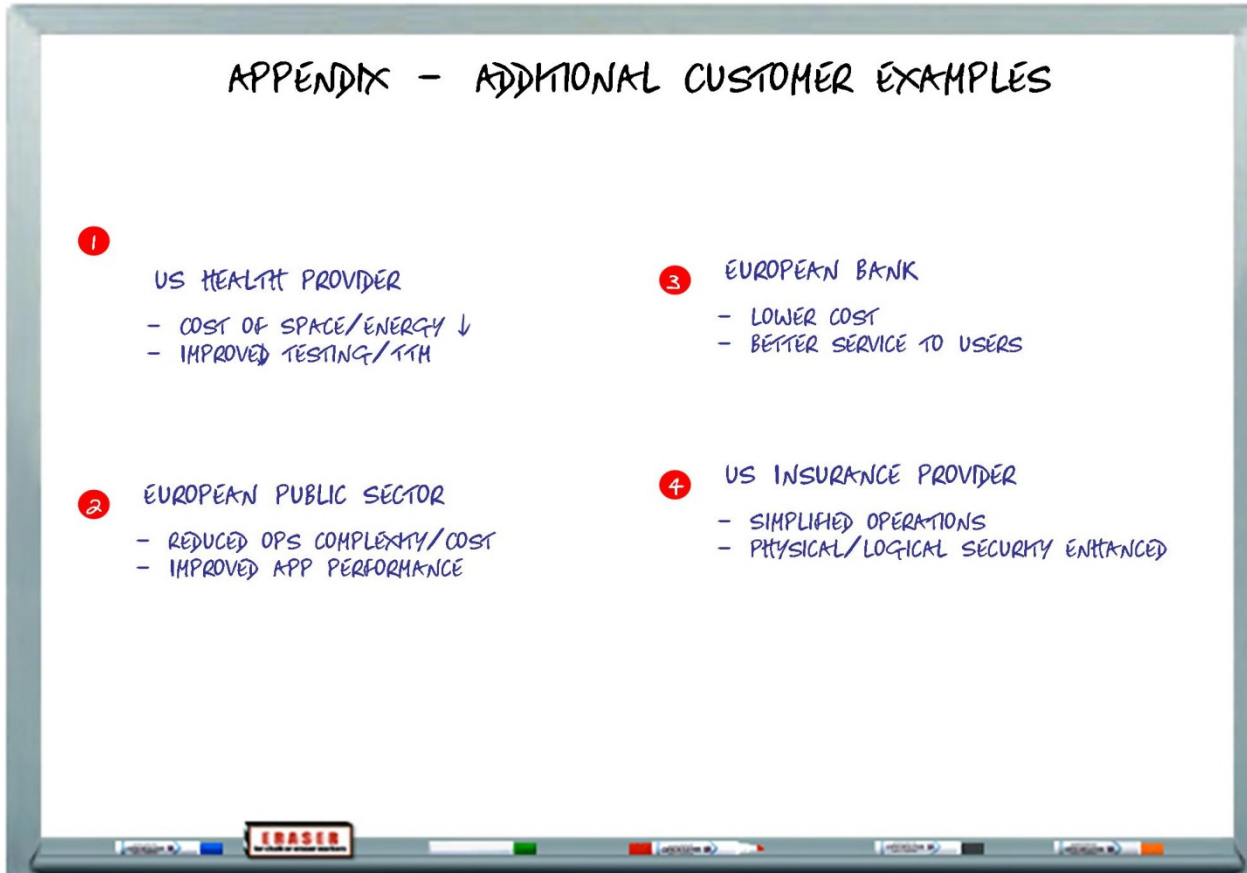 APPENDIX - ADDITIONAL CUSTOMER EXAMPLES
1
US HEALTH PROVIDER
- COST OF SPACE/ENERGY ↓
- IMPROVED TESTING/TTM
2
EUROPEAN PUBLIC SECTOR
- REDUCED OPS COMPLEXITY/COST
- IMPROVED APP PERFORMANCE
3
EUROPEAN BANK
- LOWER COST
- BETTER SERVICE TO USERS
4
US INSURANCE PROVIDER
- SIMPLIFIED OPERATIONS
- PHYSICAL/LOGICAL SECURITY ENHANCED
ERASER